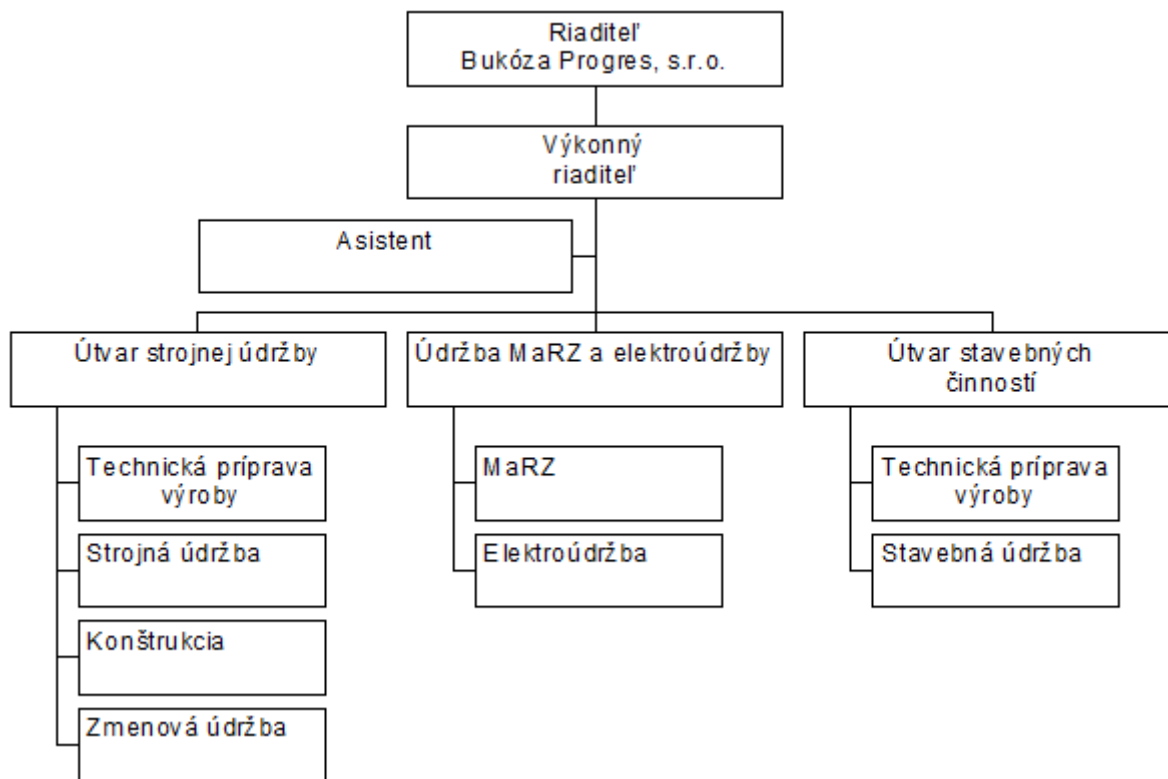 Riaditeľ
Bukóza Progres, s.r.o.
Výkonný
riaditeľ
Asistent
Útvar strojnej údržby
Údržba MaRZ a elektroúdržby
Útvar stavebných
činností
Technická príprava
výroby
Strojná údržba
Konštrukcia
Zmenová údržba
MaRZ
Elektroúdržba
Technická príprava
výroby
Stavebná údržba